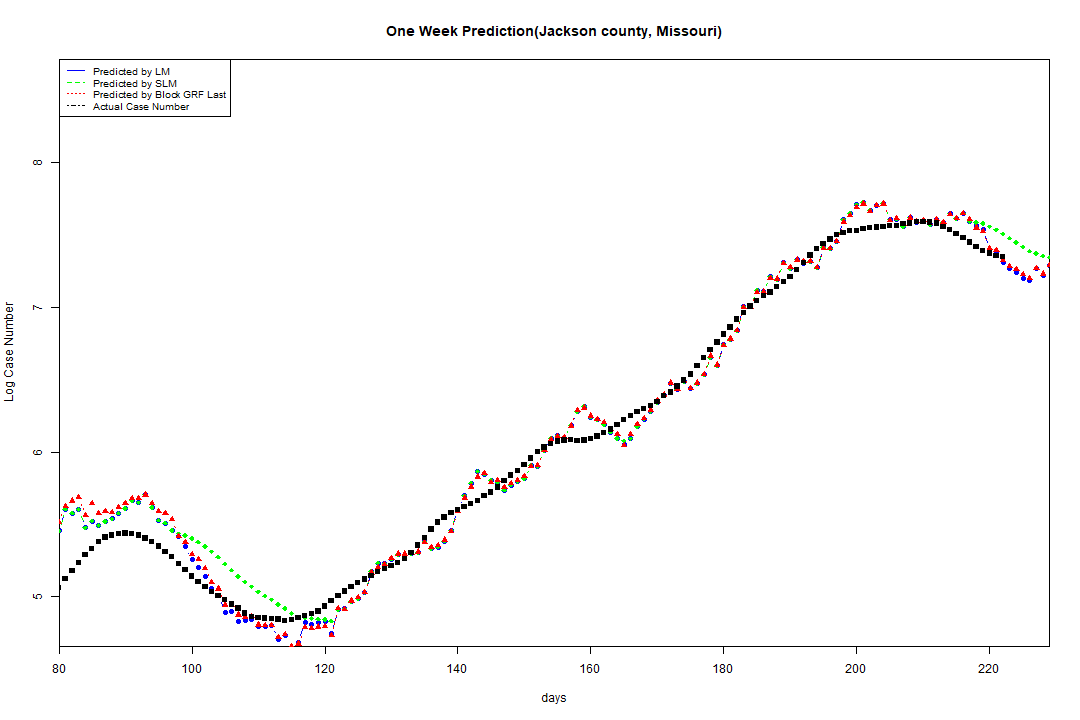 One Week Prediction(Jackson county, Missouri)
Predicted by LM
Predicted by SLM
Predicted by Block GRF Last
Actual Case Number
8
7
6
5
Log Case Number
80 100 120 140 160 180 200 220
days